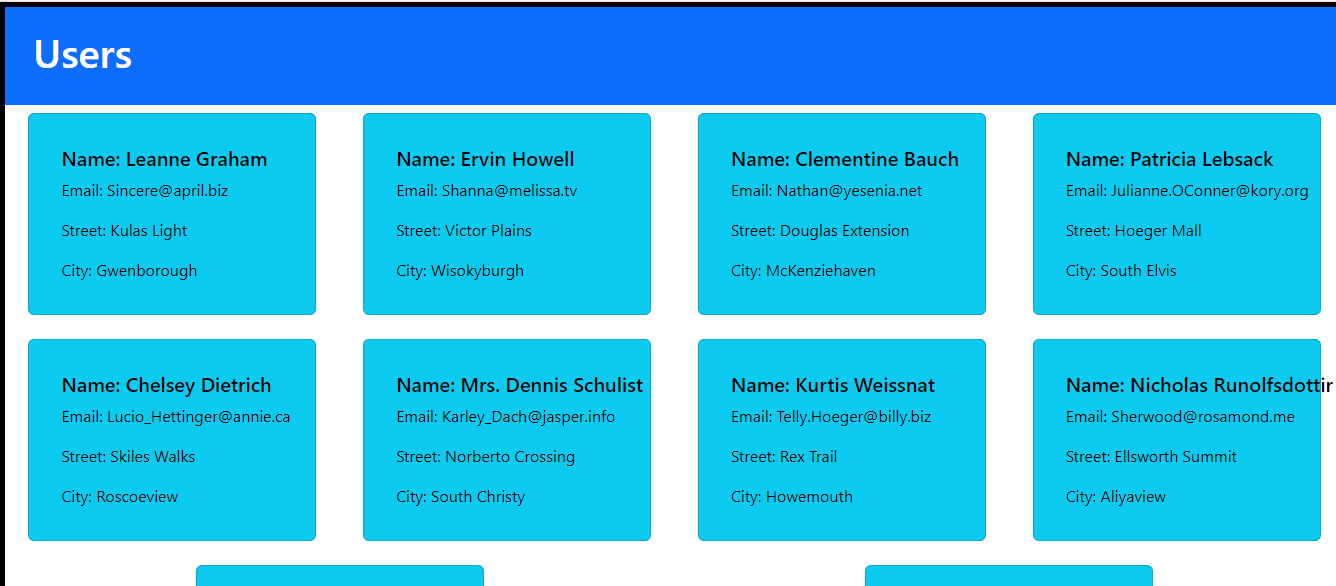 Users
Name: Leanne Graham
Email: Sincere@april.biz
Street: Kulas Light
City: Gwenborough
Name: Ervin Howell
Email: Shanna@melissa.tv
Street: Victor Plains
City: Wisokyburgh
Name: Clementine Bauch
Email: Nathan@yesenia.net
Street: Douglas Extension
City: McKenziehaven
Name: Patricia Lebsack
Email: Julianne.OConner@kory.org
Street: Hoeger Mall
City: South Elvis
Name: Chelsey Dietrich
Email: Lucio_Hettinger@annie.ca
Street: Skiles Walks
City: Roscoeview
Name: Mrs. Dennis Schulist
Email: Karley_Dach@jasper.info
Street: Norberto Crossing
City: South Christy
Name: Kurtis Weissnat
Email: Telly.Hoeger@billy.biz
Street: Rex Trail
City: Howemouth
Name: Nicholas Runolfsdottir
Email: Sherwood@rosamond.me
Street: Ellsworth Summit
City: Aliyaview